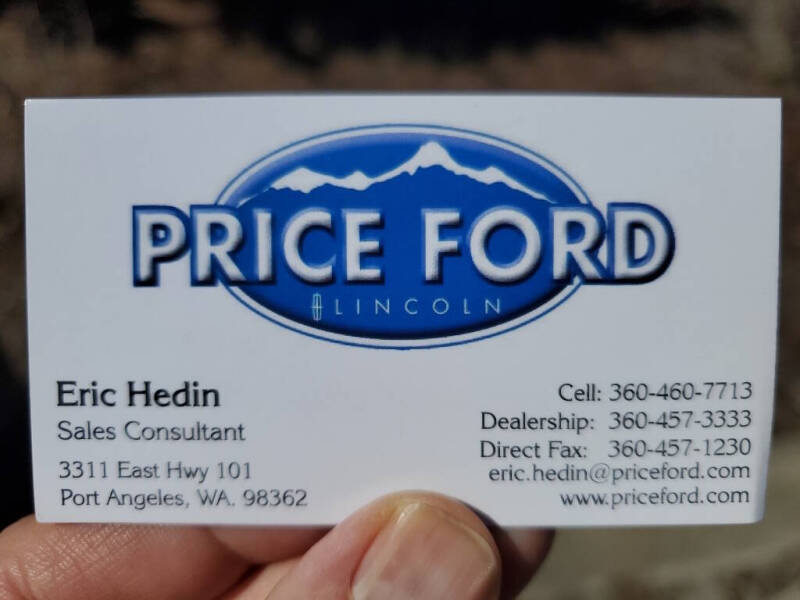 PRICE FORD
LINCOLN
Eric Hedin
Sales Consultant
3311 East Hwy 101
Port Angeles, WA. 98362
Cell: 360-460-7713
Dealership: 360-457-3333
Direct Fax: 360-457-1230
eric.hedin@priceford.com
www.priceford.com